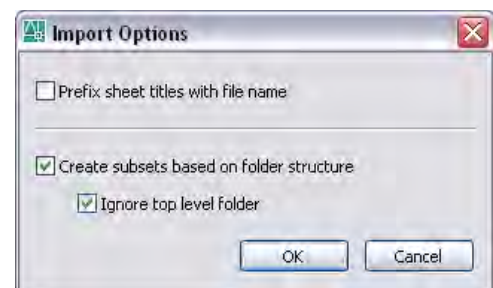 Import Options
Prefix sheet titles with file name
Create subsets based on folder structure
Ignore top level folder
OK Cancel